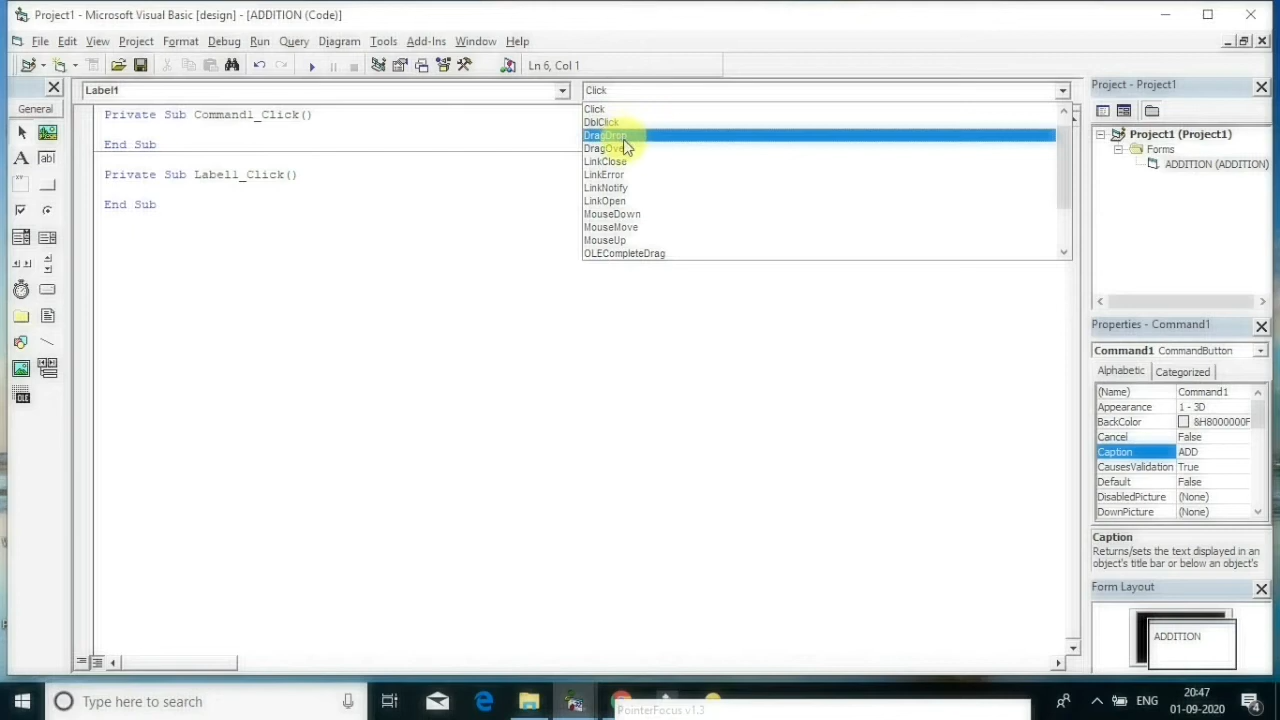 Project1 - Microsoft Visual Basic [design] - [ADDITION (Code)]
File Edit View Project Format Debug Run Query Diagram Tools Add-Ins Window Help
Ln 6, Col 1
General
Label1
Click
Private Sub Command1_Click()
End Sub
Private Sub Label1_Click()
End Sub
Click
DblClick
DragDrop
DragOver
LinkClose
LinkError
LinkNotify
LinkOpen
MouseDown
MouseMove
MouseUp
OLECompleteDrag
Project - Project1
Project1 (Project1)
Forms
ADDITION (ADDITION)
Properties - Command1
Command1 CommandButton
Alphabetic Categorized
(Name) Command1
Appearance 1 - 3D
BackColor &H8000000F
Cancel False
Caption ADD
CausesValidation True
Default False
DisabledPicture (None)
DownPicture (None)
Caption
Returns/sets the text displayed in an
object's title bar or below an object's
Form Layout
ADDITION
OLE
Type here to search
PointerFocus v1.3
ENG
20:47
01-09-2020
4